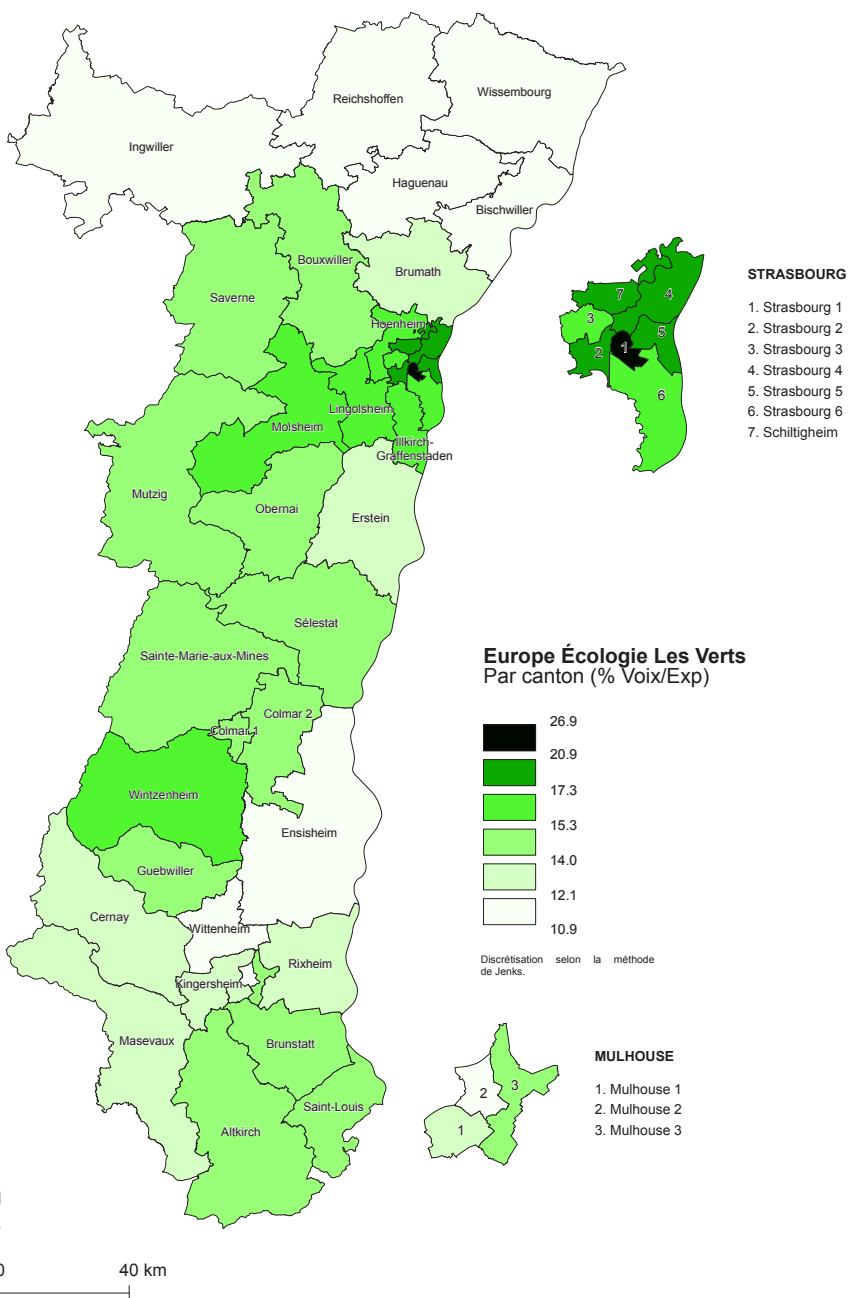 Wissembourg
Reichshoffen
Ingwiller
Haguenau
Bischwiller
Bouxwiller
Brumath
Saverne
Hoenheim
Lingolsheim
Molsheim
Illkirch-
Graffenstaden
Mutzig
Obernai
Erstein
Sélestat
Sainte-Marie-aux-Mines
Colmar 2
Colmar 1
Wintzenheim
Ensisheim
Guebwiller
Cernay
Wittenheim
Rixheim
Kingersheim
Masevaux
Brunstatt
Saint-Louis
Altkirch
40 km
7
4
3
5
1
2
6
STRASBOURG
1. Strasbourg 1
2. Strasbourg 2
3. Strasbourg 3
4. Strasbourg 4
5. Strasbourg 5
6. Strasbourg 6
7. Schiltigheim
Europe Écologie Les Verts
Par canton (% Voix/Exp)
26.9
20.9
17.3
15.3
14.0
12.1
10.9
Discrétisation selon la méthode
de Jenks.
3
2
1
MULHOUSE
1. Mulhouse 1
2. Mulhouse 2
3. Mulhouse 3